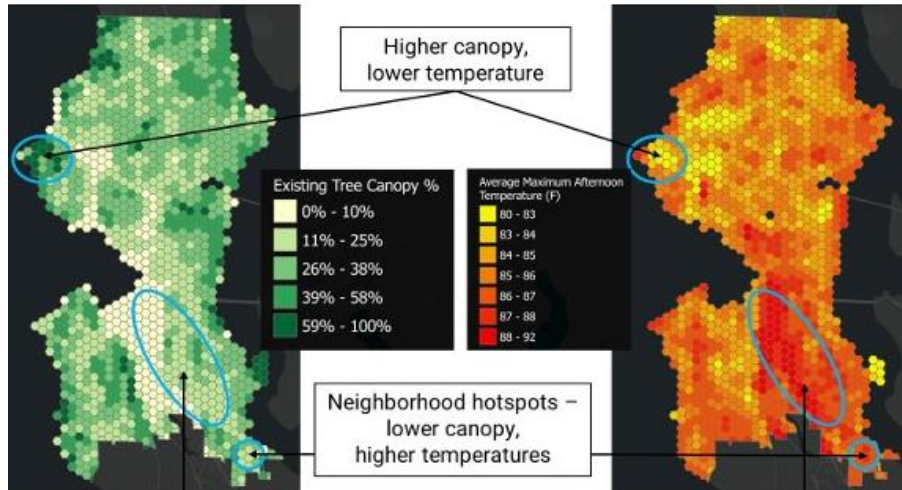 Higher canopy,
lower temperature
Existing Tree Canopy %
0% - 10%
11% - 25%
26% - 38%
39% - 58%
59% - 100%
Average Maximum Afternoon
Temperature (F)
80 - 83
83 - 84
84 - 85
85 - 86
86 - 87
87 - 88
88 - 92
Neighborhood hotspots –
lower canopy,
higher temperatures